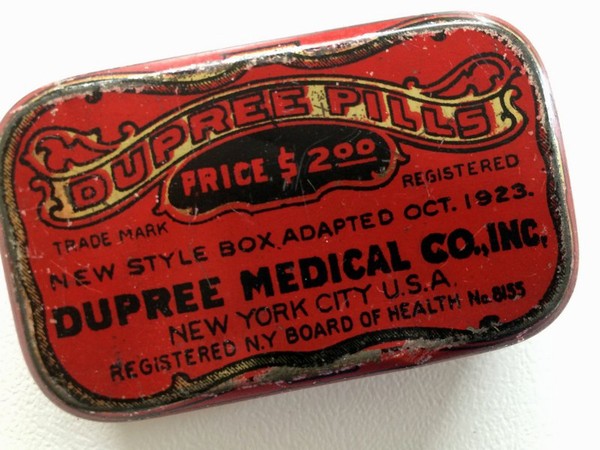 DUPREE PILLS
PRICE $2.00
TRADE MARK REGISTERED
NEW STYLE BOX ADAPTED OCT. 1923.
DUPREE MEDICAL CO., INC.
NEW YORK CITY U.S.A.
REGISTERED N.Y BOARD OF HEALTH No. 8155